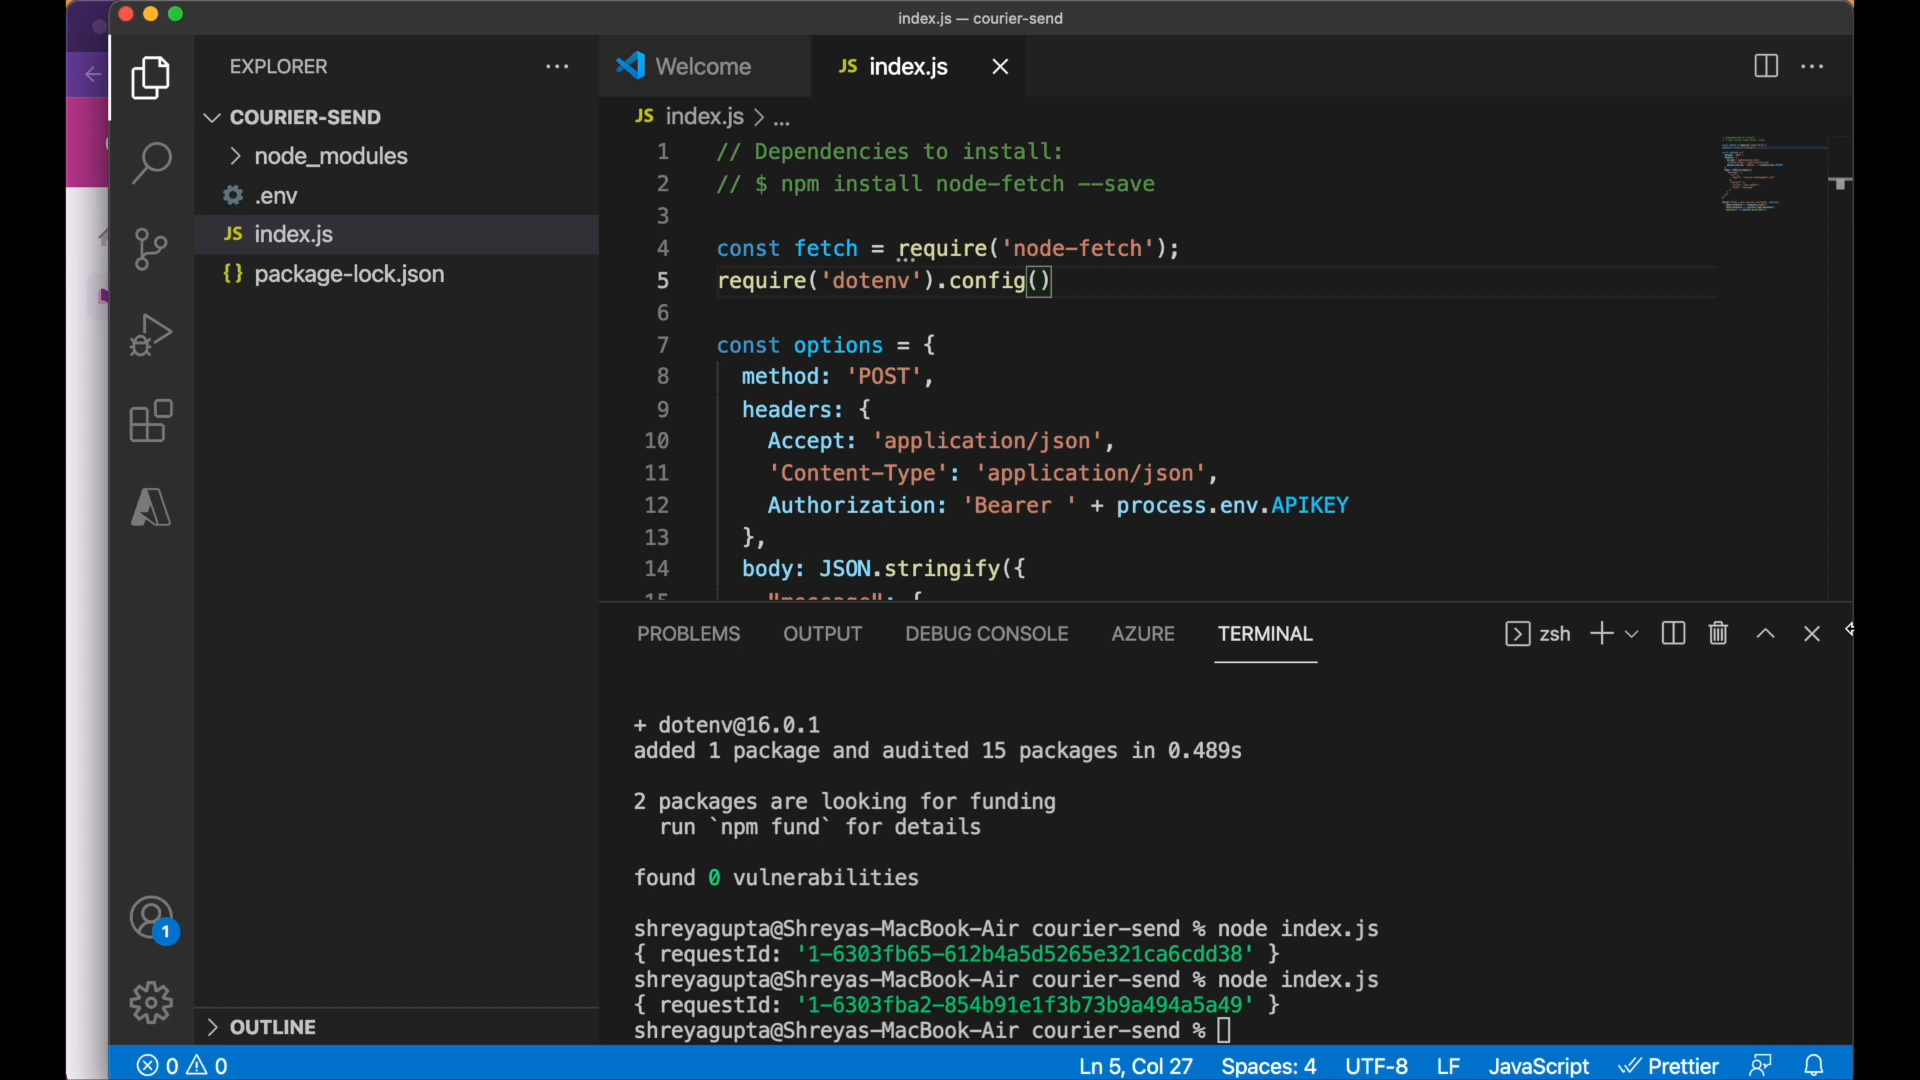 index.js — courier-send
EXPLORER
COURIER-SEND
node_modules
.env
JS index.js
{} package-lock.json
OUTLINE
Welcome
JS index.js
JS index.js > ...
1 // Dependencies to install:
2 // $ npm install node-fetch --save
3
4 const fetch = require('node-fetch');
5 require('dotenv').config()
6
7 const options = {
8 method: 'POST',
9 headers: {
10 Accept: 'application/json',
11 'Content-Type': 'application/json',
12 Authorization: 'Bearer ' + process.env.APIKEY
13 },
14 body: JSON.stringify({
15 "message": {
PROBLEMS OUTPUT DEBUG CONSOLE AZURE TERMINAL
zsh
+ dotenv@16.0.1
added 1 package and audited 15 packages in 0.489s
2 packages are looking for funding
run `npm fund` for details
found 0 vulnerabilities
shreyagupta@Shreyas-MacBook-Air courier-send % node index.js
{ requestId: '1-6303fb65-612b4a5d5265e321ca6cdd38' }
shreyagupta@Shreyas-MacBook-Air courier-send % node index.js
{ requestId: '1-6303fba2-854b91e1f3b73b9a494a5a49' }
shreyagupta@Shreyas-MacBook-Air courier-send %
1
0 0
Ln 5, Col 27 Spaces: 4 UTF-8 LF JavaScript Prettier